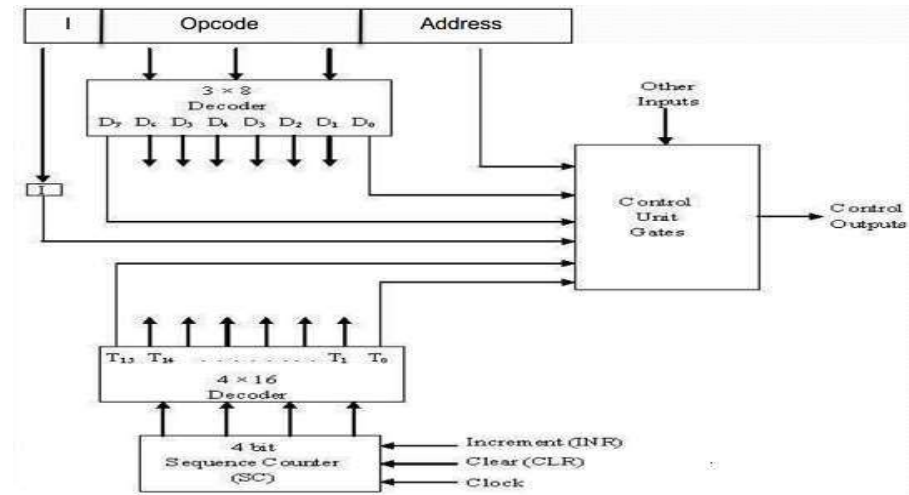 I Opcode Address
3 × 8
Decoder
D₇ D₆ D₃ D₄ D₃ D₂ D₁ D₀
Other
Inputs
I
Control
Unit
Gates
Control
Outputs
T₁₅ T₁₄ . . . . . . . . . T₁ T₀
4 × 16
Decoder
4 bit
Sequence Counter
(SC)
Increment (INR)
Clear (CLR)
Clock